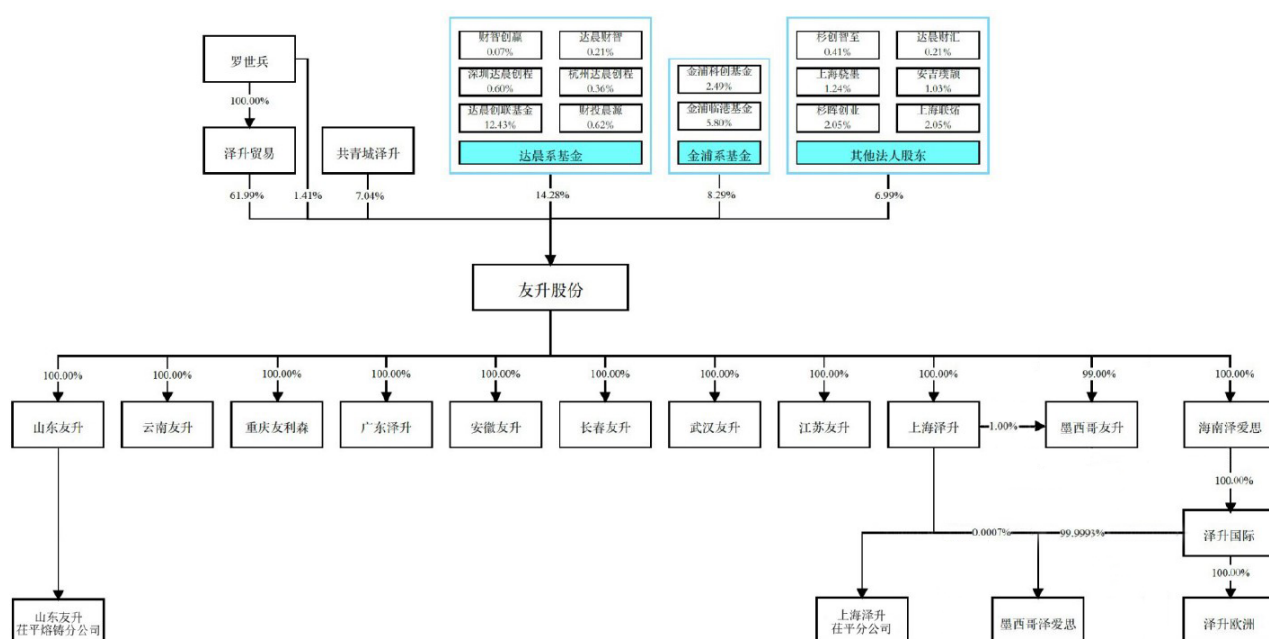 财智创赢
0.07%
达晨财智
0.21%
杉创智至
0.41%
达晨财汇
0.21%
罗世兵
深圳达晨创程
0.60%
杭州达晨创程
0.36%
金浦科创基金
2.49%
上海骁墨
1.24%
安吉璞颉
1.03%
100.00%
达晨创联基金
12.43%
财投晨源
0.62%
金浦临港基金
5.80%
杉晖创业
2.05%
上海联炻
2.05%
泽升贸易
共青城泽升
达晨系基金
金浦系基金
其他法人股东
61.99%
1.41%
7.04%
14.28%
8.29%
6.99%
友升股份
100.00%
100.00%
100.00%
100.00%
100.00%
100.00%
100.00%
100.00%
100.00%
99.00%
100.00%
山东友升
云南友升
重庆友利森
广东泽升
安徽友升
长春友升
武汉友升
江苏友升
上海泽升
1.00%
墨西哥友升
海南泽爱思
100.00%
0.0007%
99.9993%
泽升国际
100.00%
山东友升
茌平熔铸分公司
上海泽升
茌平分公司
墨西哥泽爱思
泽升欧洲